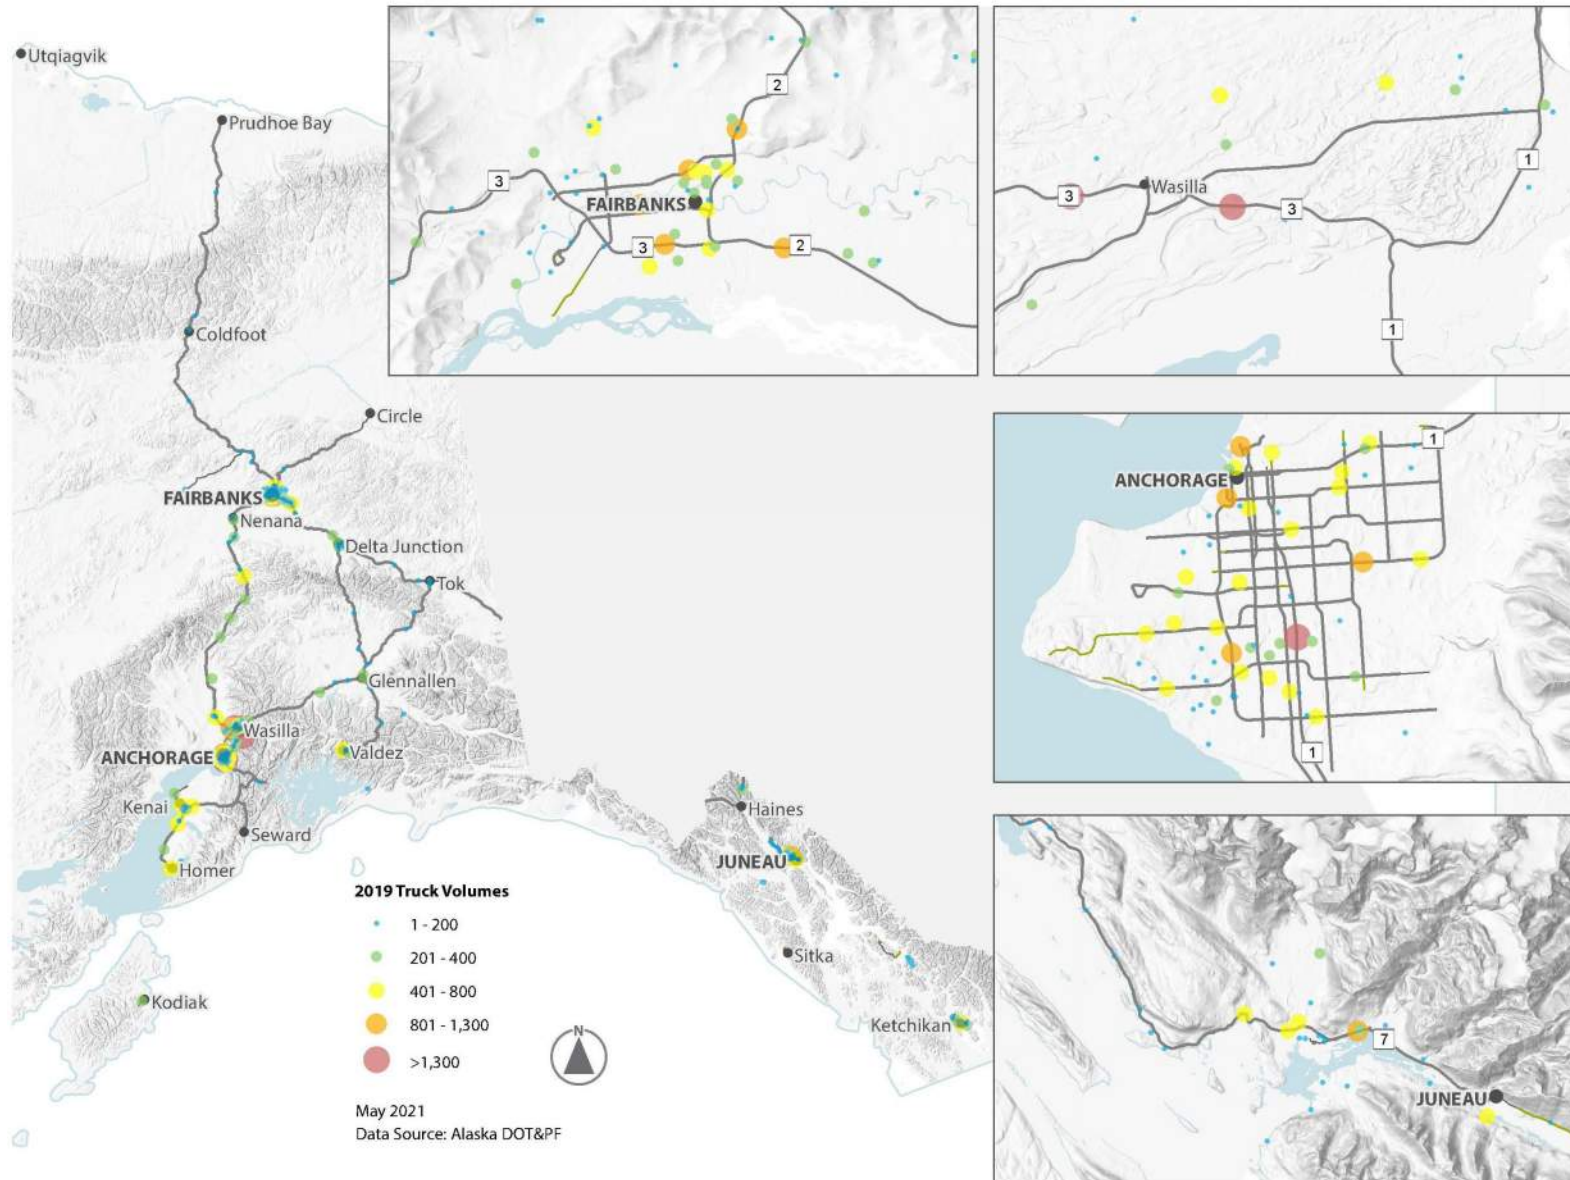 Utqiagvik
Prudhoe Bay
Coldfoot
Circle
FAIRBANKS
Nenana
Delta Junction
Tok
Glennallen
Wasilla
ANCHORAGE
Valdez
Kenai
Seward
Homer
Kodiak
Haines
JUNEAU
Sitka
Ketchikan
2019 Truck Volumes
1 - 200
201 - 400
401 - 800
801 - 1,300
>1,300
N
May 2021
Data Source: Alaska DOT&PF
2
3
FAIRBANKS
3
2
1
3
Wasilla
3
1
1
ANCHORAGE
1
7
JUNEAU